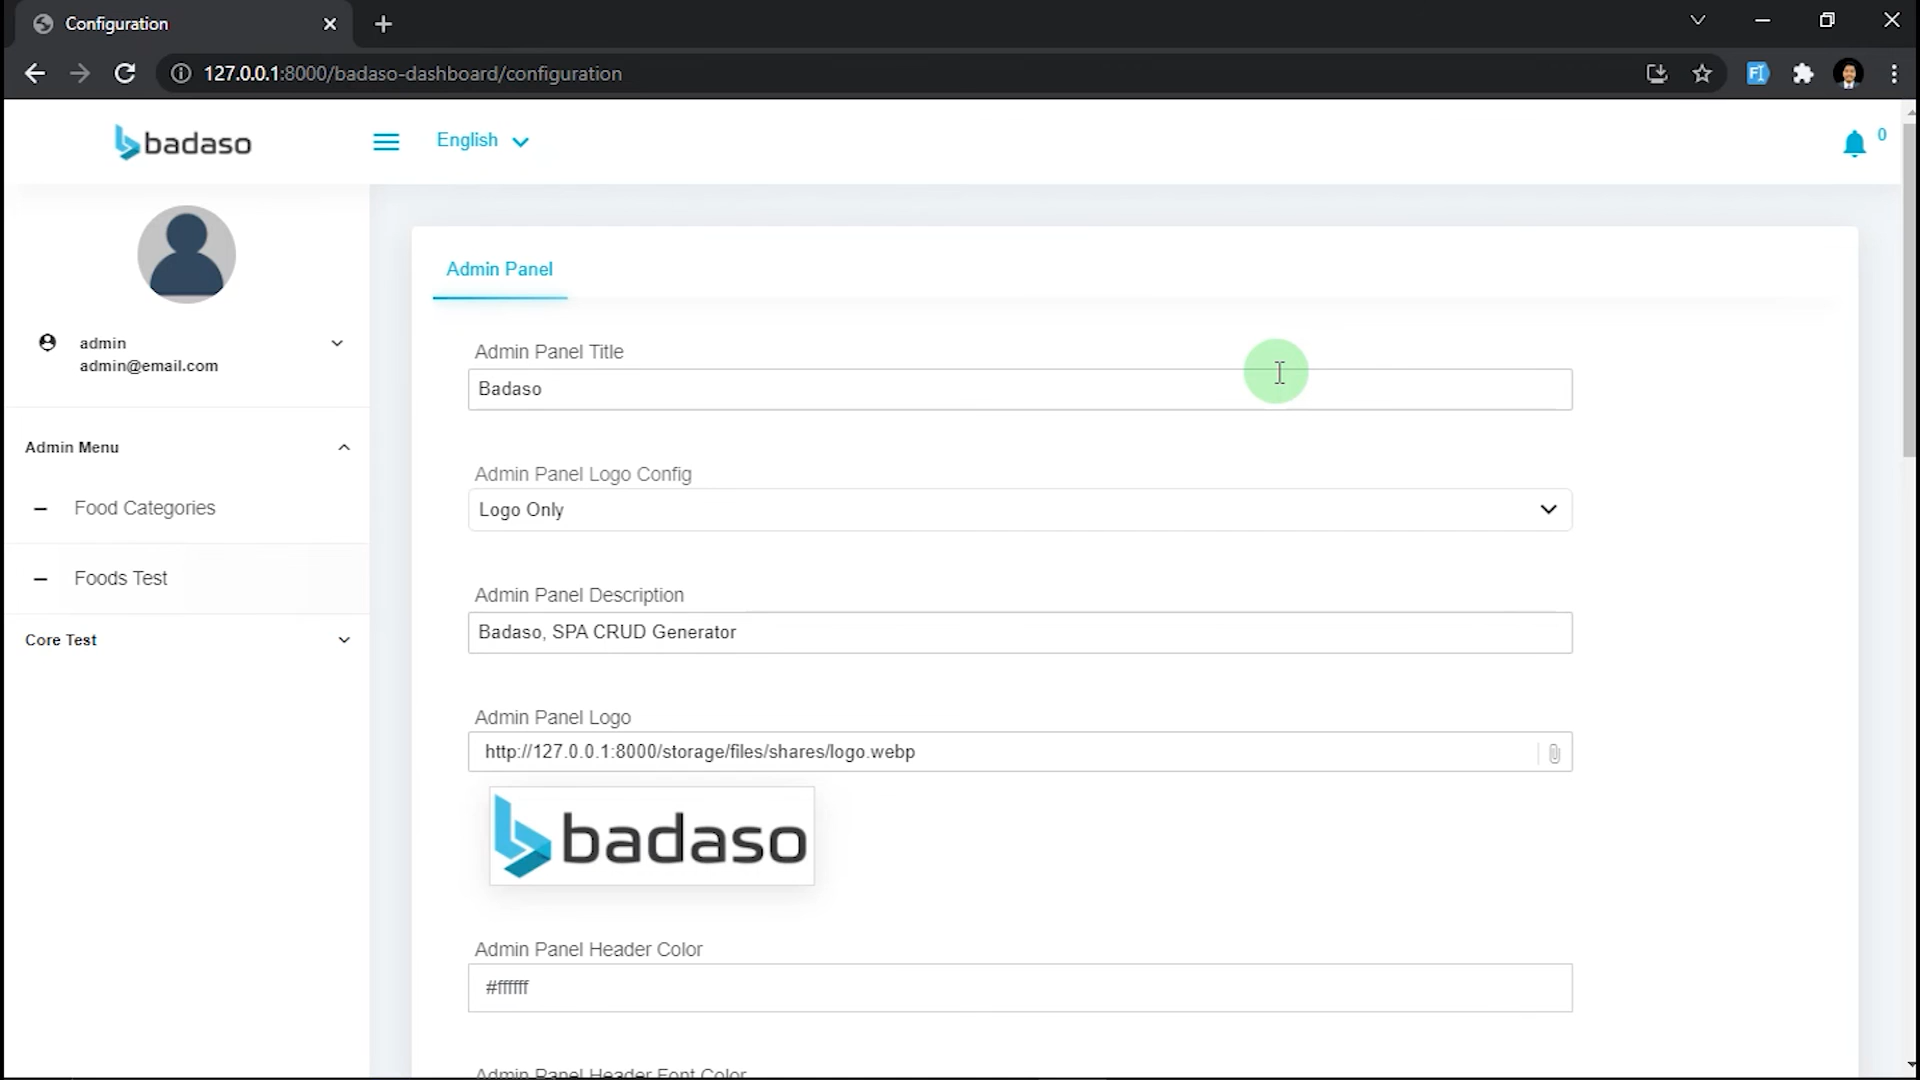 Configuration
127.0.0.1:8000/badaso-dashboard/configuration
badaso
English
0
admin
admin@email.com
Admin Menu
Food Categories
Foods Test
Core Test
Admin Panel
Admin Panel Title
Badaso
Admin Panel Logo Config
Logo Only
Admin Panel Description
Badaso, SPA CRUD Generator
Admin Panel Logo
http://127.0.0.1:8000/storage/files/shares/logo.webp
badaso
Admin Panel Header Color
#ffffff
Admin Panel Header Font Color